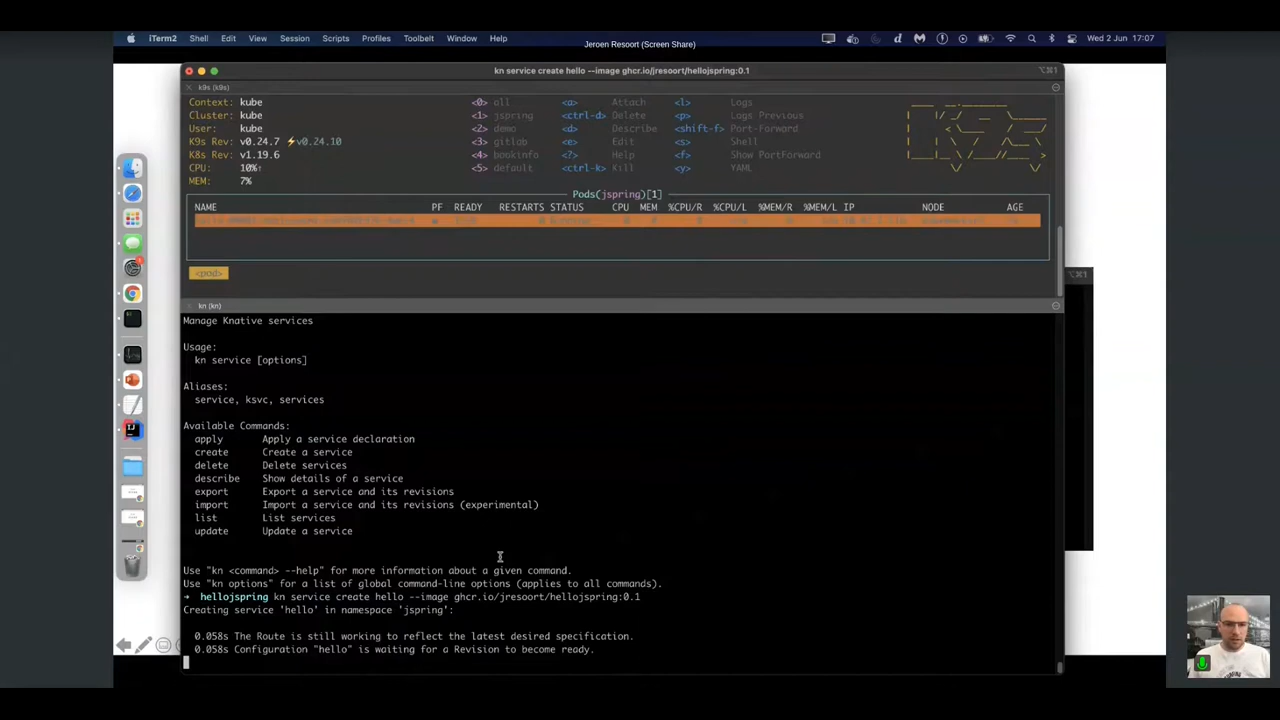 iTerm2 Shell Edit View Session Scripts Profiles Toolbelt Window Help Wed 2 Jun 17:07
Jeroen Resoort (Screen Share)
kn service create hello --image ghcr.io/jresoort/hellojspring:0.1 ⌥⌘1
k9s (k9s)
Context: kube <0> all <a> Attach <l> Logs
Cluster: kube <1> jspring <ctrl-d> Delete <p> Logs Previous
User: kube <2> demo <d> Describe <shift-f> Port-Forward
K9s Rev: v0.24.7 ⚡v0.24.10 <3> gitlab <e> Edit <s> Shell
K8s Rev: v1.19.6 <4> bookinfo <?> Help <f> Show PortForward
CPU: 10%↑ <5> default <ctrl-k> Kill <y> YAML
MEM: 7%
Pods(jspring)[1]
NAME PF READY RESTARTS STATUS CPU MEM %CPU/R %CPU/L %MEM/R %MEM/L IP NODE AGE
<pod>
⌥⌘1
kn (kn)
Manage Knative services
Usage:
kn service [options]
Aliases:
service, ksvc, services
Available Commands:
apply Apply a service declaration
create Create a service
delete Delete services
describe Show details of a service
export Export a service and its revisions
import Import a service and its revisions (experimental)
list List services
update Update a service
Use "kn <command> --help" for more information about a given command.
Use "kn options" for a list of global command-line options (applies to all commands).
→ hellojspring kn service create hello --image ghcr.io/jresoort/hellojspring:0.1
Creating service 'hello' in namespace 'jspring':
0.058s The Route is still working to reflect the latest desired specification.
0.058s Configuration "hello" is waiting for a Revision to become ready.